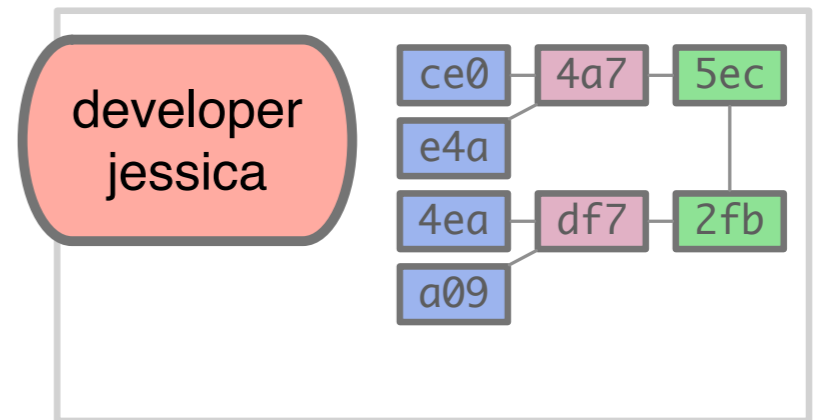 developer
jessica
ce0 4a7 5ec
e4a
4ea df7 2fb
a09